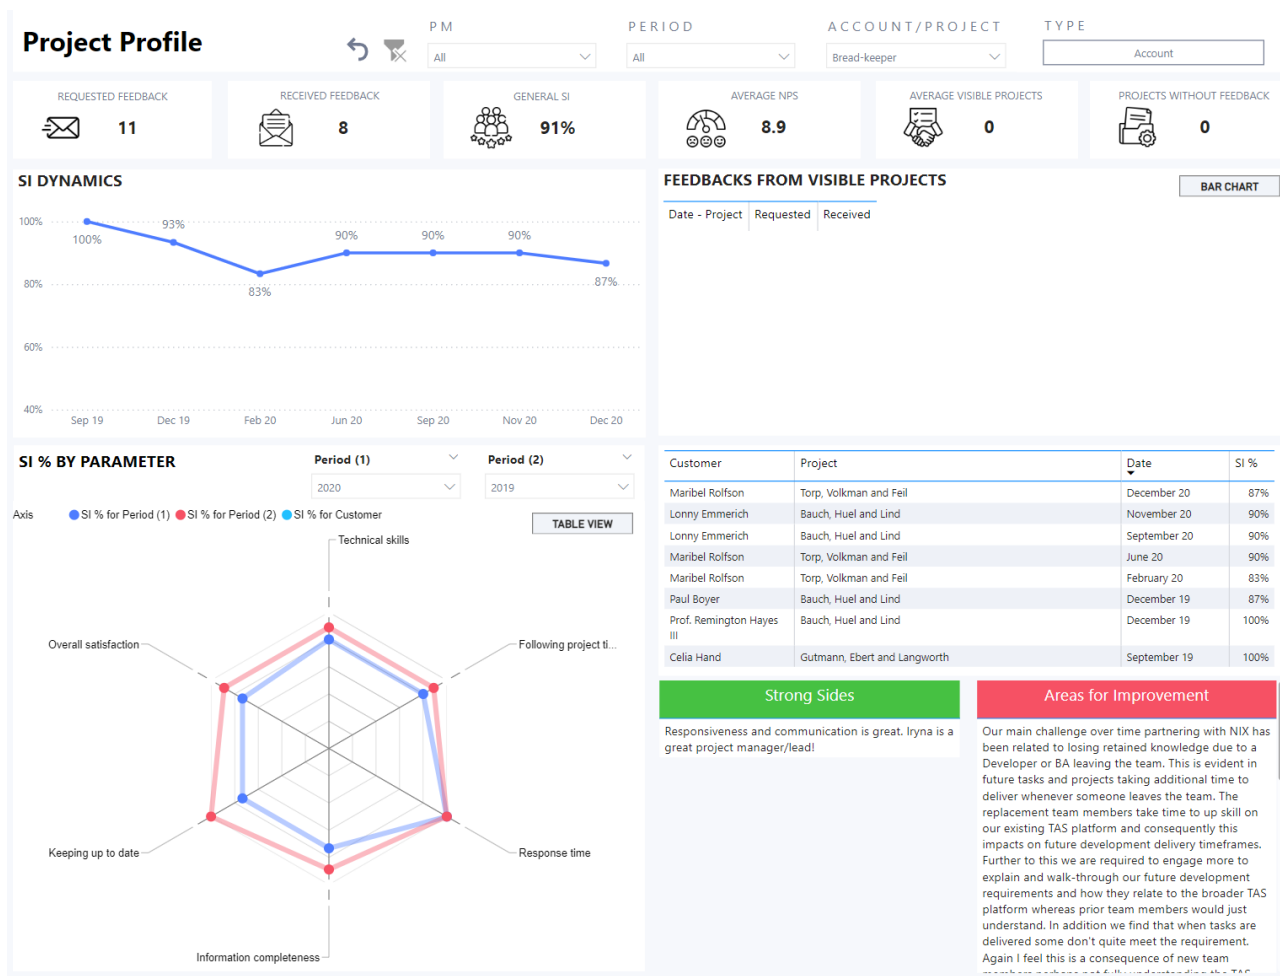 Project Profile
PM
PERIOD
ACCOUNT/PROJECT
TYPE
All
All
Bread-keeper
Account
REQUESTED FEEDBACK
11
RECEIVED FEEDBACK
8
GENERAL SI
91%
AVERAGE NPS
8.9
AVERAGE VISIBLE PROJECTS
0
PROJECTS WITHOUT FEEDBACK
0
SI DYNAMICS
100%
80%
60%
40%
100%
93%
83%
90%
90%
90%
87%
Sep 19
Dec 19
Feb 20
Jun 20
Sep 20
Nov 20
Dec 20
FEEDBACKS FROM VISIBLE PROJECTS
BAR CHART
Date - Project Requested Received
SI % BY PARAMETER
Period (1)
2020
Period (2)
2019
Axis SI % for Period (1) SI % for Period (2) SI % for Customer
TABLE VIEW
Technical skills
Overall satisfaction
Following project ti...
Keeping up to date
Response time
Information completeness
Customer Project Date SI %
Maribel Rolfson Torp, Volkman and Feil December 20 87%
Lonny Emmerich Bauch, Huel and Lind November 20 90%
Lonny Emmerich Bauch, Huel and Lind September 20 90%
Maribel Rolfson Torp, Volkman and Feil June 20 90%
Maribel Rolfson Torp, Volkman and Feil February 20 83%
Paul Boyer Bauch, Huel and Lind December 19 87%
Prof. Remington Hayes Bauch, Huel and Lind December 19 100%
III
Celia Hand Gutmann, Ebert and Langworth September 19 100%
Strong Sides
Responsiveness and communication is great. Iryna is a
great project manager/lead!
Areas for Improvement
Our main challenge over time partnering with NIX has
been related to losing retained knowledge due to a
Developer or BA leaving the team. This is evident in
future tasks and projects taking additional time to
deliver whenever someone leaves the team. The
replacement team members take time to up skill on
our existing TAS platform and consequently this
impacts on future development delivery timeframes.
Further to this we are required to engage more to
explain and walk-through our future development
requirements and how they relate to the broader TAS
platform whereas prior team members would just
understand. In addition we find that when tasks are
delivered some don't quite meet the requirement.
Again I feel this is a consequence of new team
members perhaps not fully understanding the TAS